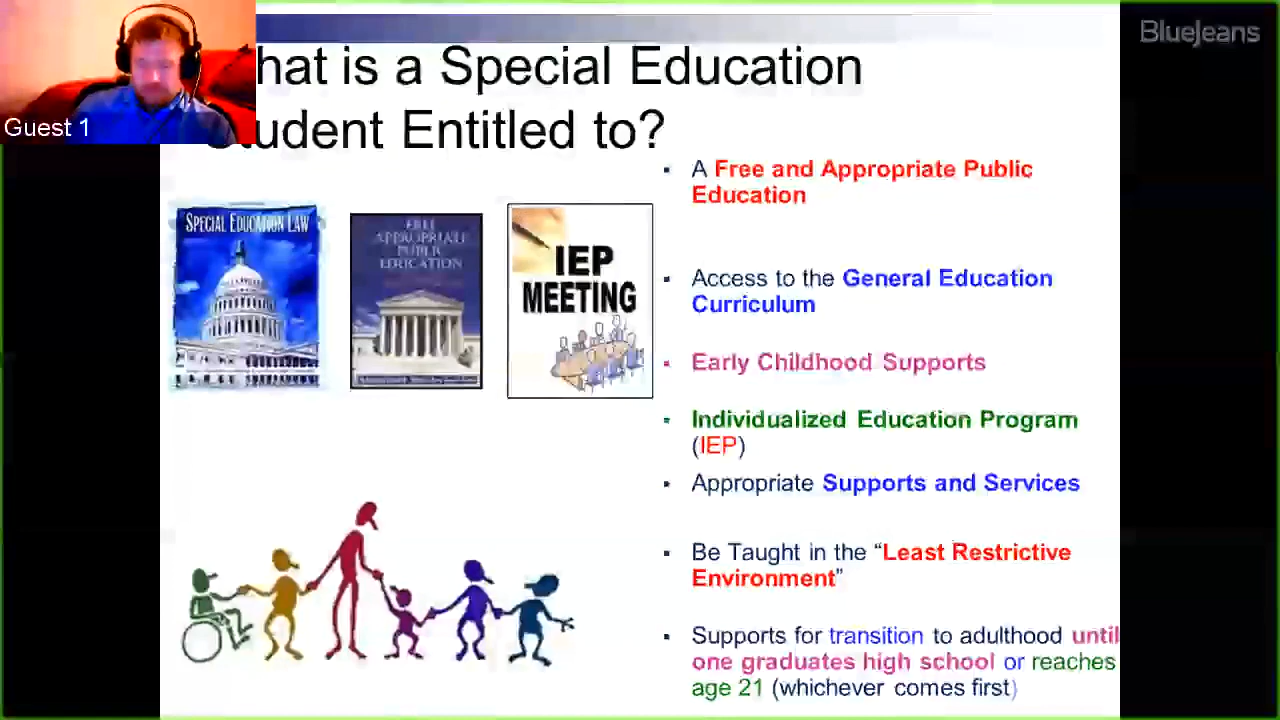 BlueJeans
Guest 1
hat is a Special Education
tudent Entitled to?
SPECIAL EDUCATION LAW
FREE
APPROPRIATE
PUBLIC
EDUCATION
IEP
MEETING
▪ A Free and Appropriate Public
Education
▪ Access to the General Education
Curriculum
▪ Early Childhood Supports
▪ Individualized Education Program
(IEP)
▪ Appropriate Supports and Services
▪ Be Taught in the “Least Restrictive
Environment”
▪ Supports for transition to adulthood until
one graduates high school or reaches
age 21 (whichever comes first)